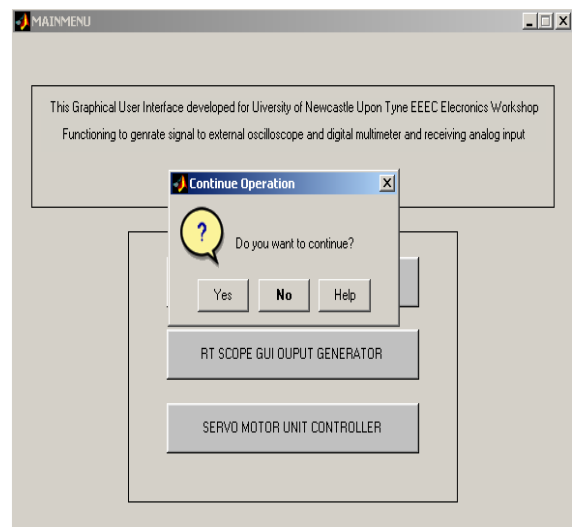 MAINMENU
This Graphical User Interface developed for Uiversity of Newcastle Upon Tyne EEEC Elecronics Workshop
Functioning to genrate signal to external oscilloscope and digital multimeter and receiving analog input
Continue Operation
?
Do you want to continue?
Yes No Help
RT SCOPE GUI OUPUT GENERATOR
SERVO MOTOR UNIT CONTROLLER